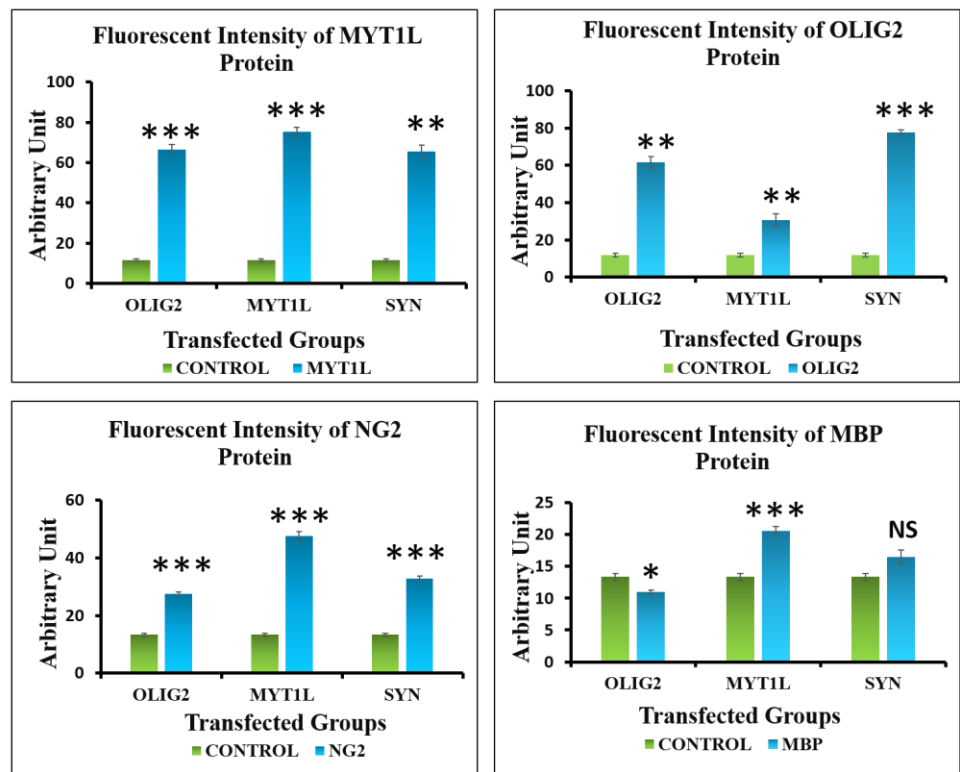 Fluorescent Intensity of MYT1L
Protein
Arbitrary Unit
100
80
60
40
20
0
***
***
**
OLIG2 MYT1L SYN
Transfected Groups
CONTROL MYT1L
Fluorescent Intensity of OLIG2
Protein
Arbitrary Unit
100
80
60
40
20
0
**
**
***
OLIG2 MYT1L SYN
Transfected Groups
CONTROL OLIG2
Fluorescent Intensity of NG2
Protein
Arbitrary Unit
60
40
20
0
***
***
***
OLIG2 MYT1L SYN
Transfected Groups
CONTROL NG2
Fluorescent Intensity of MBP
Protein
Arbitrary Unit
25
20
15
10
5
0
*
***
NS
OLIG2 MYT1L SYN
Transfected Groups
CONTROL MBP